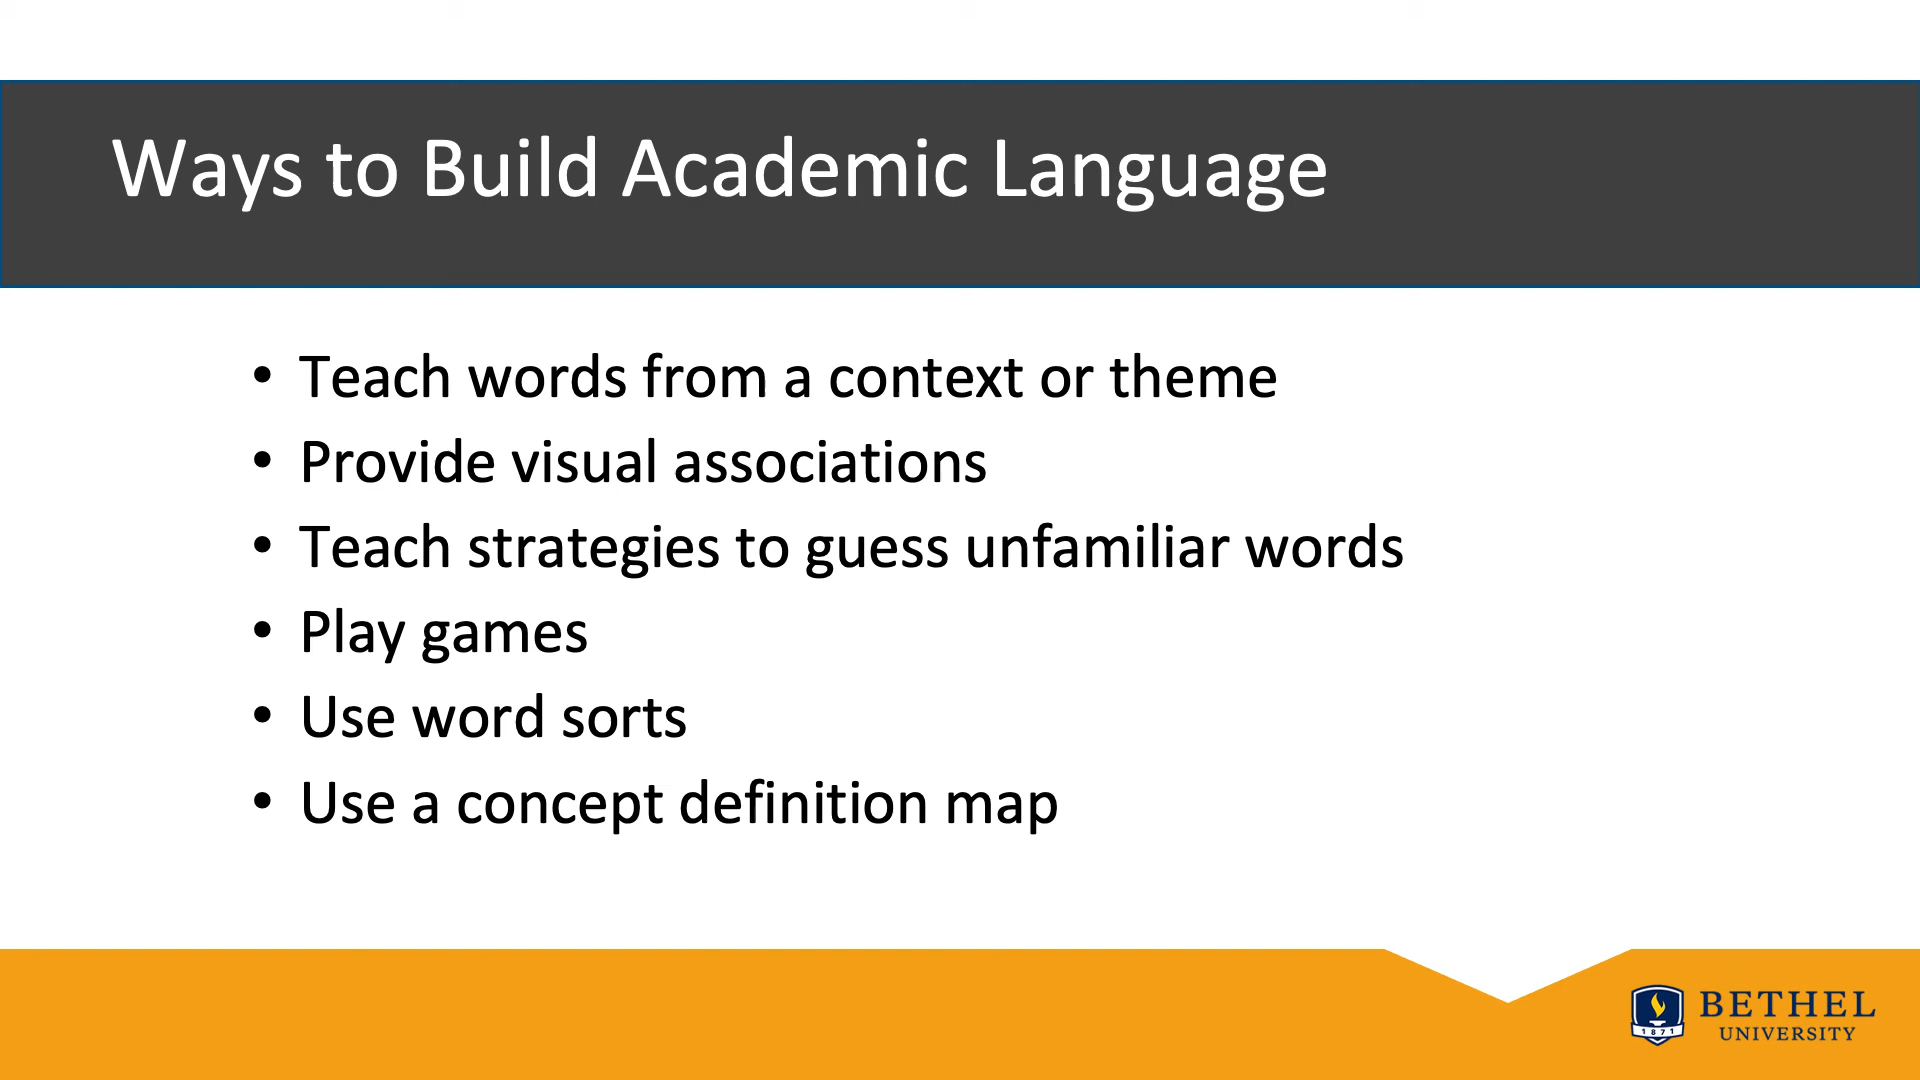 Ways to Build Academic Language
• Teach words from a context or theme
• Provide visual associations
• Teach strategies to guess unfamiliar words
• Play games
• Use word sorts
• Use a concept definition map
1871
BETHEL
UNIVERSITY